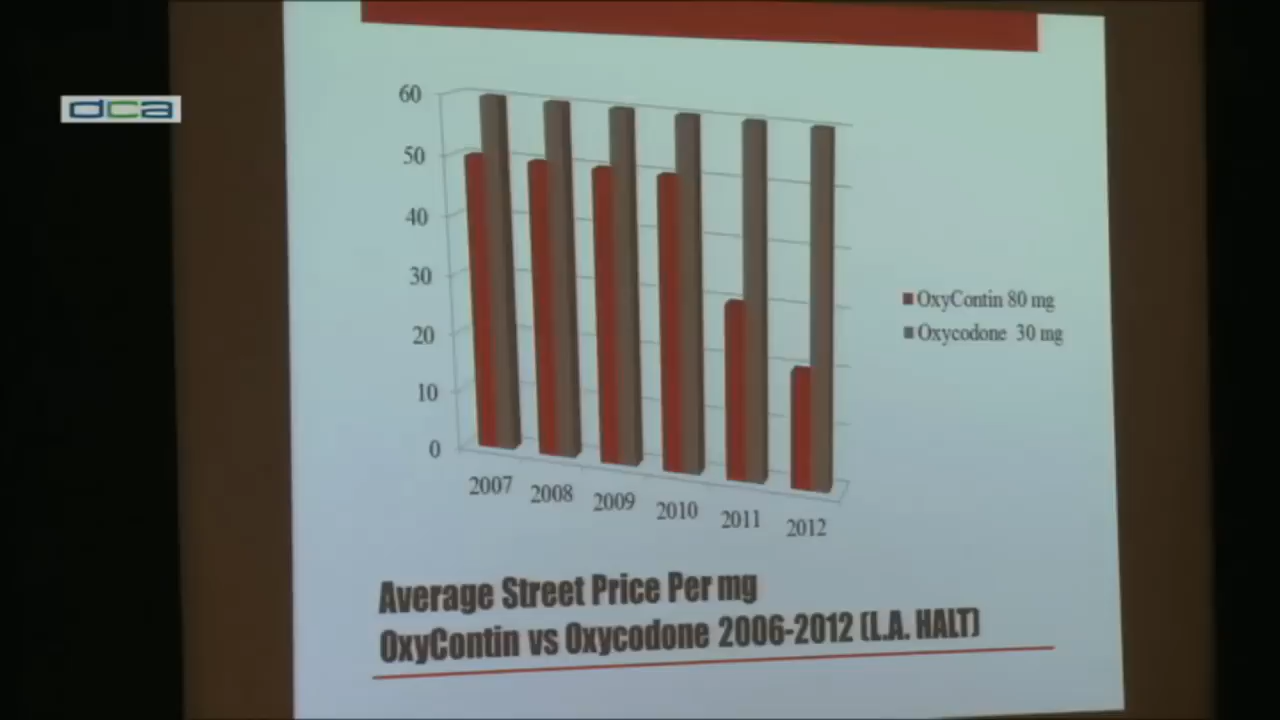 dca
60
50
40
30
20
10
0
2007 2008 2009 2010 2011 2012
OxyContin 80 mg
Oxycodone 30 mg
Average Street Price Per mg
OxyContin vs Oxycodone 2006-2012 (L.A. HALT)